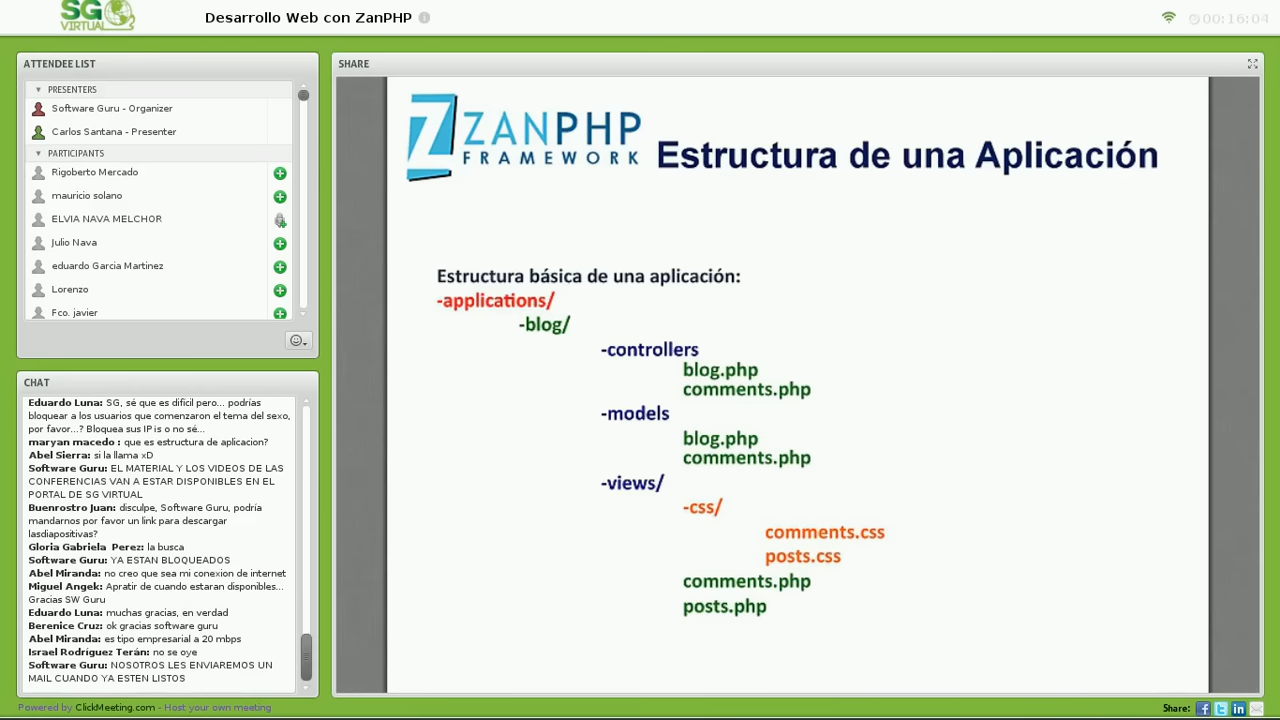 SG
VIRTUAL
Desarrollo Web con ZanPHP
00:16:04
ATTENDEE LIST
PRESENTERS
Software Guru - Organizer
Carlos Santana - Presenter
PARTICIPANTS
Rigoberto Mercado
mauricio solano
ELVIA NAVA MELCHOR
Julio Nava
eduardo Garcia Martinez
Lorenzo
Fco. javier
CHAT
Eduardo Luna: SG, sé que es difícil pero... podrías
bloquear a los usuarios que comenzaron el tema del sexo,
por favor...? Bloquea sus IP is o no sé...
maryan macedo : que es estructura de aplicacion?
Abel Sierra: si la llama xD
Software Guru: EL MATERIAL Y LOS VIDEOS DE LAS
CONFERENCIAS VAN A ESTAR DISPONIBLES EN EL
PORTAL DE SG VIRTUAL
Buenrostro Juan: disculpe, Software Guru, podría
mandarnos por favor un link para descargar
lasdiapositivas?
Gloria Gabriela  Perez: la busca
Software Guru: YA ESTAN BLOQUEADOS
Abel Miranda: no creo que sea mi conexion de internet
Miguel Angek: Apratir de cuando estaran disponibles...
Gracias SW Guru
Eduardo Luna: muchas gracias, en verdad
Berenice Cruz: ok gracias software guru
Abel Miranda: es tipo empresarial a 20 mbps
Israel Rodríguez Terán: no se oye
Software Guru: NOSOTROS LES ENVIAREMOS UN
MAIL CUANDO YA ESTEN LISTOS
SHARE
ZANPHP
FRAMEWORK
Estructura de una Aplicación
Estructura básica de una aplicación:
-applications/
-blog/
-controllers
blog.php
comments.php
-models
blog.php
comments.php
-views/
-css/
comments.css
posts.css
comments.php
posts.php
Powered by ClickMeeting.com - Host your own meeting
Share: